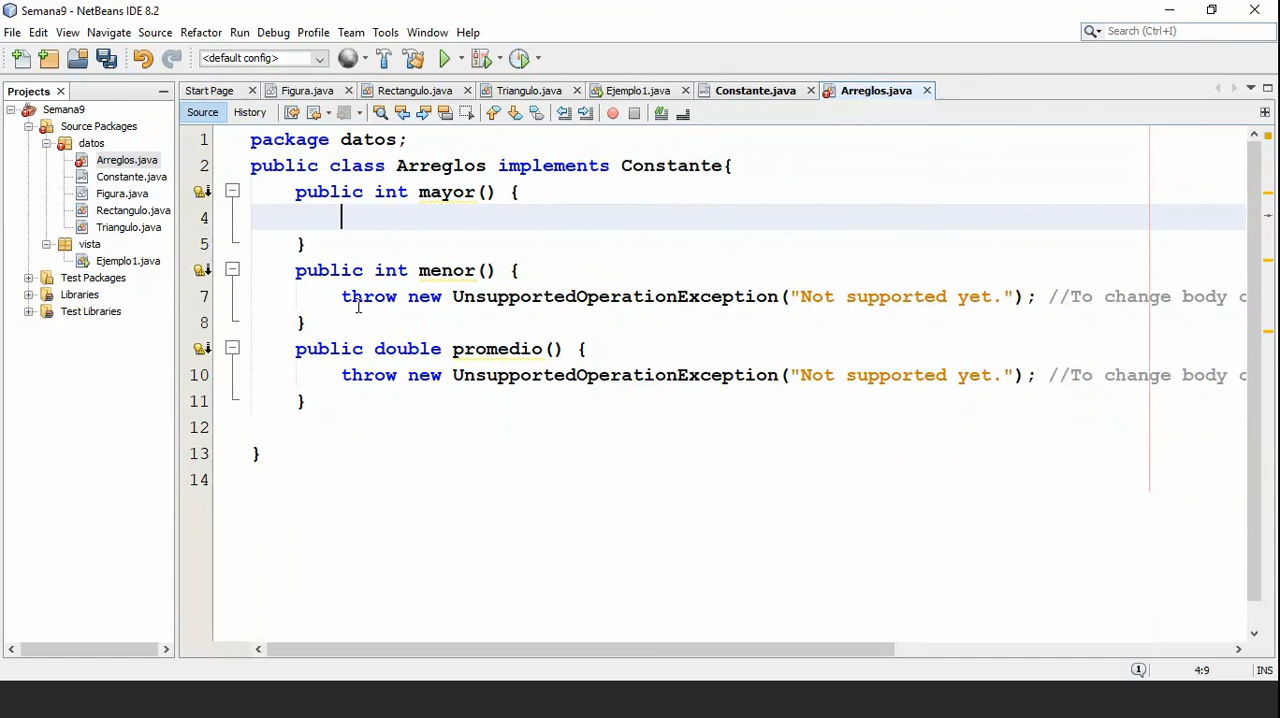 Semana9 - NetBeans IDE 8.2
File Edit View Navigate Source Refactor Run Debug Profile Team Tools Window Help
Search (Ctrl+I)
<default config>
Projects
Start Page Figura.java Rectangulo.java Triangulo.java Ejemplo1.java Constante.java Arreglos.java
Semana9
Source Packages
datos
Arreglos.java
Constante.java
Figura.java
Rectangulo.java
Triangulo.java
vista
Ejemplo1.java
Test Packages
Libraries
Test Libraries
Source History
1 package datos;
2 public class Arreglos implements Constante{
public int mayor() {
4
5 }
public int menor() {
7 throw new UnsupportedOperationException("Not supported yet."); //To change body
8 }
public double promedio() {
10 throw new UnsupportedOperationException("Not supported yet."); //To change body
11 }
12
13 }
14
1
4:9
INS